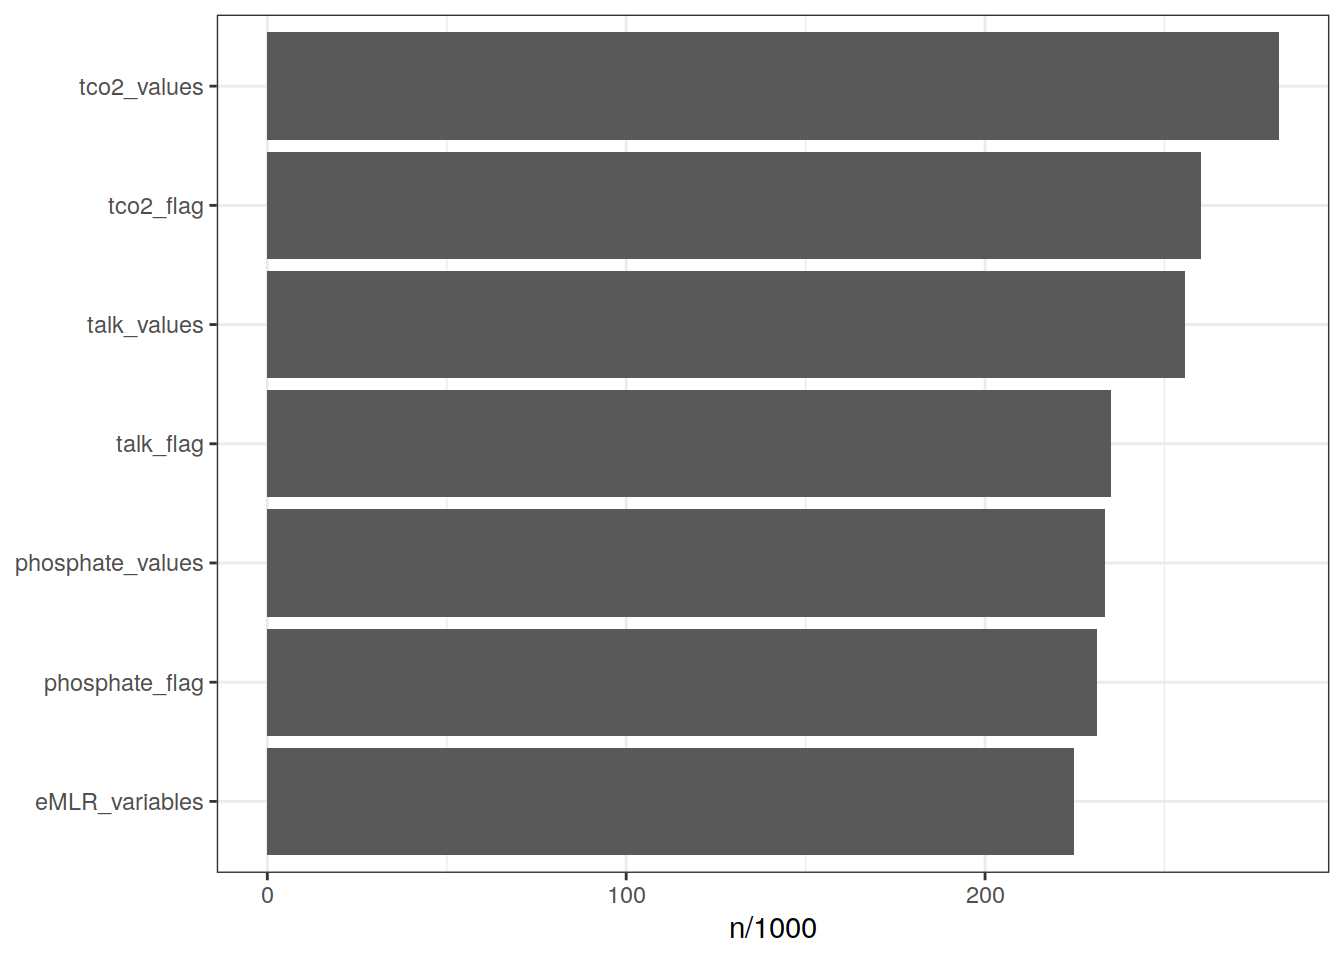 tco2_values
tco2_flag
talk_values
talk_flag
phosphate_values
phosphate_flag
eMLR_variables
0 100 200
n/1000